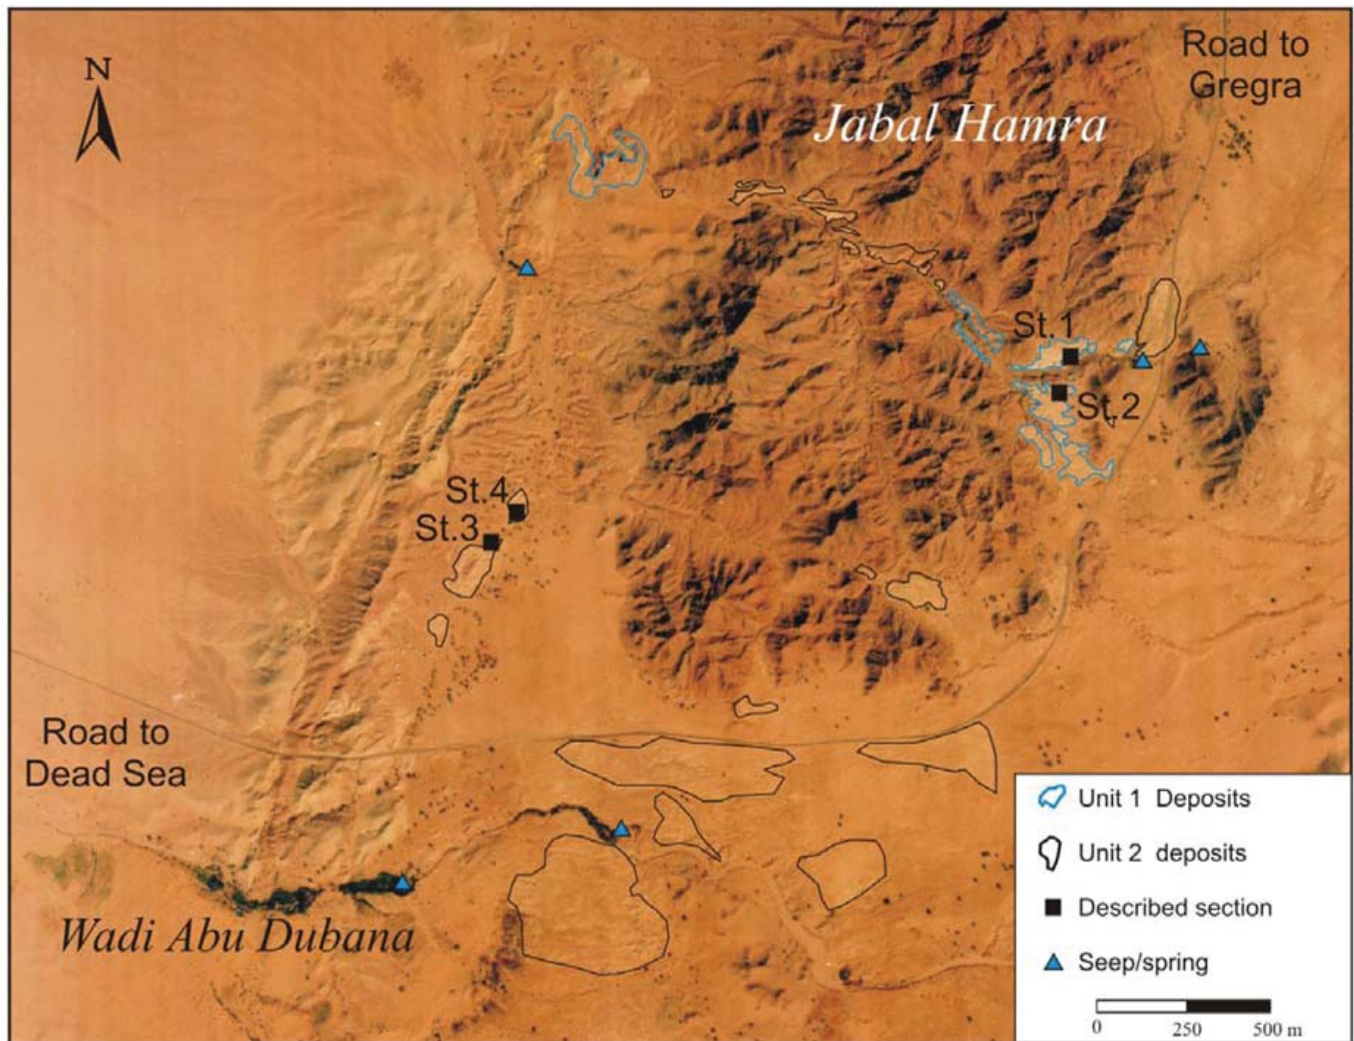 N
Road to
Gregra
Jabal Hamra
St.1
St.2
St.4
St.3
Road to
Dead Sea
Wadi Abu Dubana
Unit 1 Deposits
Unit 2 deposits
Described section
Seep/spring
0 250 500 m